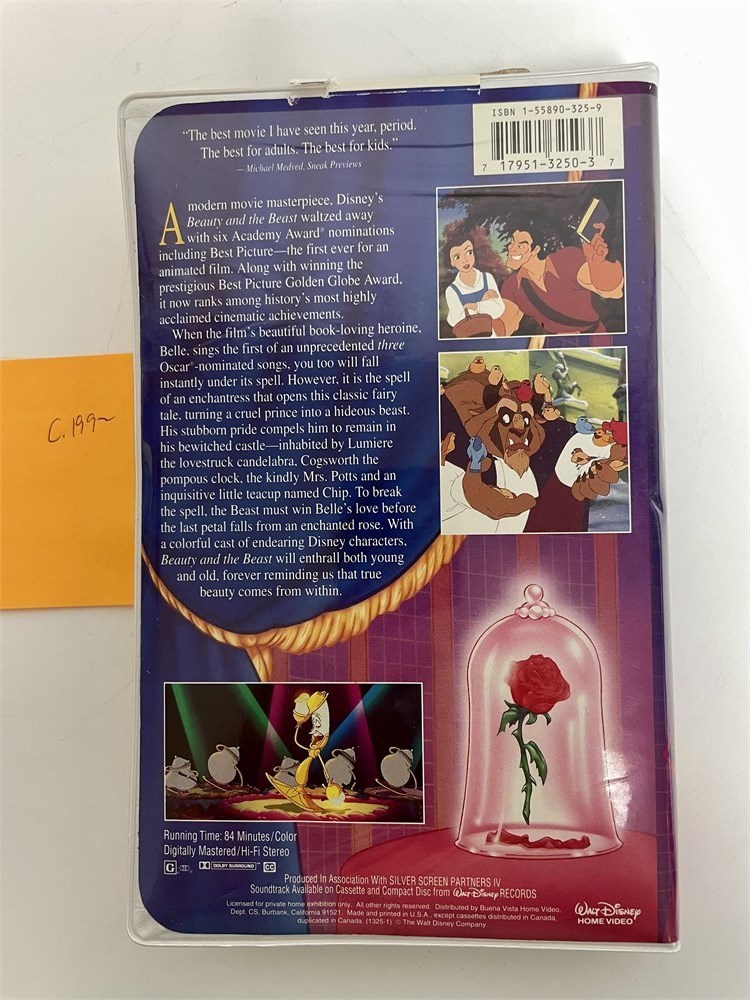 "The best movie I have seen this year, period.
The best for adults. The best for kids."
— Michael Medved, Sneak Previews
ISBN 1-55890-325-9
7 17951-3250-3 7
A modern movie masterpiece, Disney's
Beauty and the Beast waltzed away
with six Academy Award® nominations
including Best Picture—the first ever for an
animated film. Along with winning the
prestigious Best Picture Golden Globe Award,
it now ranks among history's most highly
acclaimed cinematic achievements.
When the film's beautiful book-loving heroine,
Belle, sings the first of an unprecedented three
Oscar®-nominated songs, you too will fall
instantly under its spell. However, it is the spell
of an enchantress that opens this classic fairy
tale, turning a cruel prince into a hideous beast.
His stubborn pride compels him to remain in
his bewitched castle—inhabited by Lumiere
the lovestruck candelabra, Cogsworth the
pompous clock, the kindly Mrs. Potts and an
inquisitive little teacup named Chip. To break
the spell, the Beast must win Belle's love before
the last petal falls from an enchanted rose. With
a colorful cast of endearing Disney characters,
Beauty and the Beast will enthrall both young
and old, forever reminding us that true
beauty comes from within.
C. 199~
Running Time: 84 Minutes/Color
Digitally Mastered/Hi-Fi Stereo
G DOLBY SURROUND CC
Produced In Association With SILVER SCREEN PARTNERS IV
Soundtrack Available on Cassette and Compact Disc from Walt Disney RECORDS
Licensed for private home exhibition only. All other rights reserved. Distributed by Buena Vista Home Video,
Dept. CS, Burbank, California 91521. Made and printed in U.S.A., except cassettes distributed in Canada,
duplicated in Canada. (1325-1) © The Walt Disney Company.
Walt Disney
HOME VIDEO